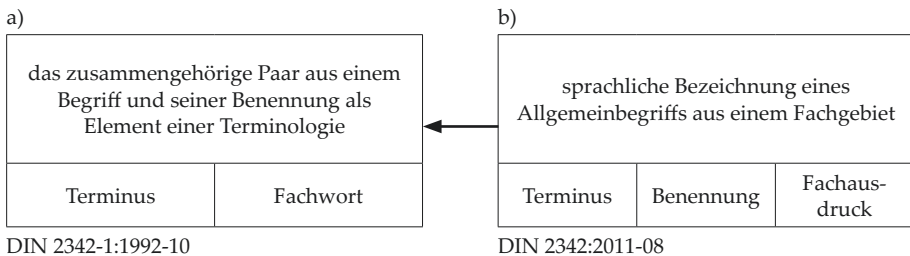 a)
das zusammengehörige Paar aus einem
Begriff und seiner Benennung als
Element einer Terminologie
Terminus
Fachwort
DIN 2342-1:1992-10
b)
sprachliche Bezeichnung eines
Allgemeinbegriffs aus einem Fachgebiet
Terminus
Benennung
Fachaus-
druck
DIN 2342:2011-08